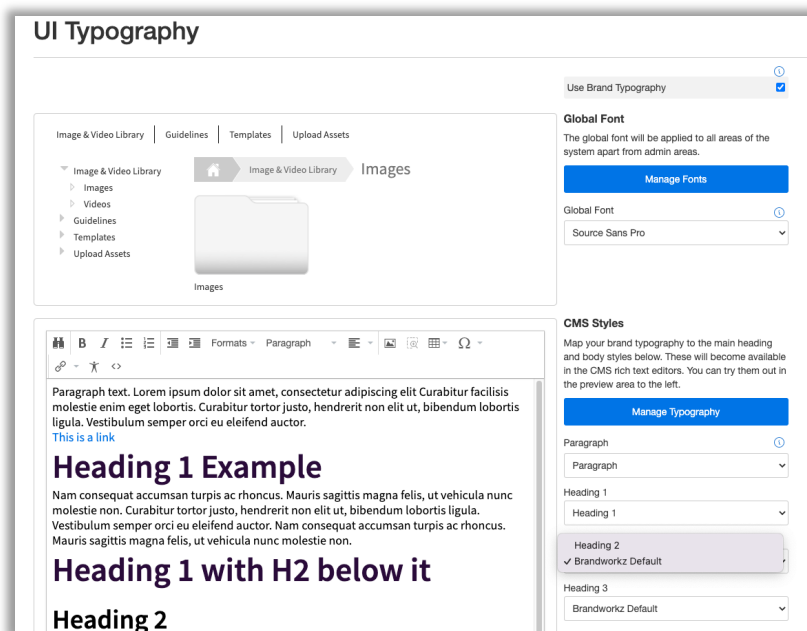 UI Typography
Use Brand Typography
Global Font
The global font will be applied to all areas of the
system apart from admin areas.
Manage Fonts
Global Font
Source Sans Pro
Image & Video Library
Guidelines
Templates
Upload Assets
Image & Video Library
Images
Videos
Guidelines
Templates
Upload Assets
Image & Video Library
Images
Images
CMS Styles
Map your brand typography to the main heading
and body styles below. These will become available
in the CMS rich text editors. You can try them out in
the preview area to the left.
Manage Typography
Paragraph
Paragraph
Heading 1
Heading 1
Heading 2
✓ Brandworkz Default
Heading 3
Brandworkz Default
B I Formats Paragraph Ω
Paragraph text. Lorem ipsum dolor sit amet, consectetur adipiscing elit Curabitur facilisis
molestie enim eget lobortis. Curabitur tortor justo, hendrerit non elit ut, bibendum lobortis
ligula. Vestibulum semper orci eu eleifend auctor.
This is a link
Heading 1 Example
Nam consequat accumsan turpis ac rhoncus. Mauris sagittis magna felis, ut vehicula nunc
molestie non. Curabitur tortor justo, hendrerit non elit ut, bibendum lobortis ligula.
Vestibulum semper orci eu eleifend auctor. Nam consequat accumsan turpis ac rhoncus.
Mauris sagittis magna felis, ut vehicula nunc molestie non.
Heading 1 with H2 below it
Heading 2